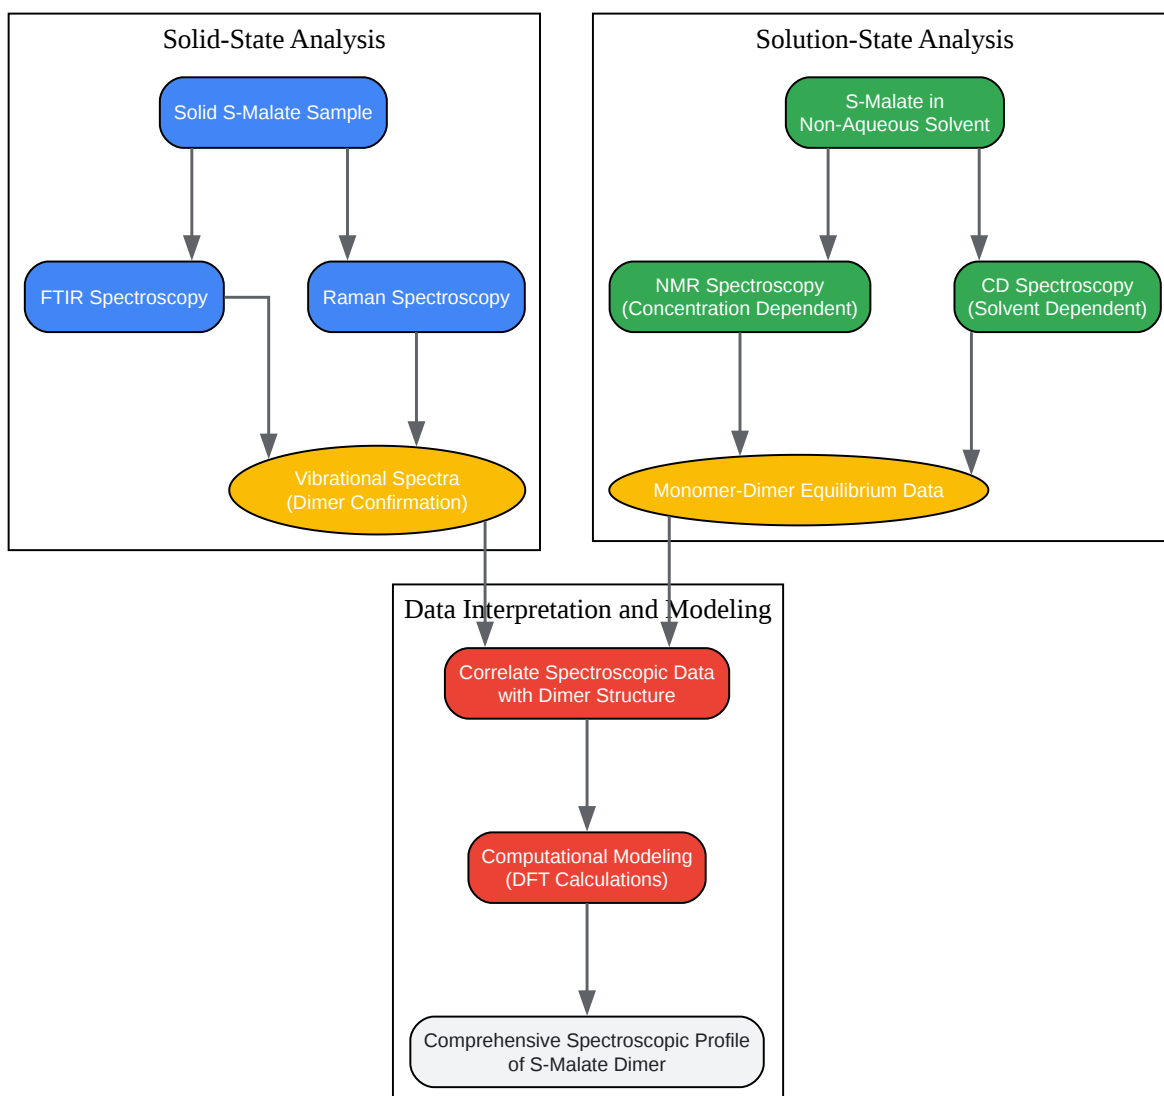 Solid-State Analysis
Solid S-Malate Sample
FTIR Spectroscopy
Raman Spectroscopy
Vibrational Spectra
(Dimer Confirmation)
Solution-State Analysis
S-Malate in
Non-Aqueous Solvent
NMR Spectroscopy
(Concentration Dependent)
CD Spectroscopy
(Solvent Dependent)
Monomer-Dimer Equilibrium Data
Data Interpretation and Modeling
Correlate Spectroscopic Data
with Dimer Structure
Computational Modeling
(DFT Calculations)
Comprehensive Spectroscopic Profile
of S-Malate Dimer